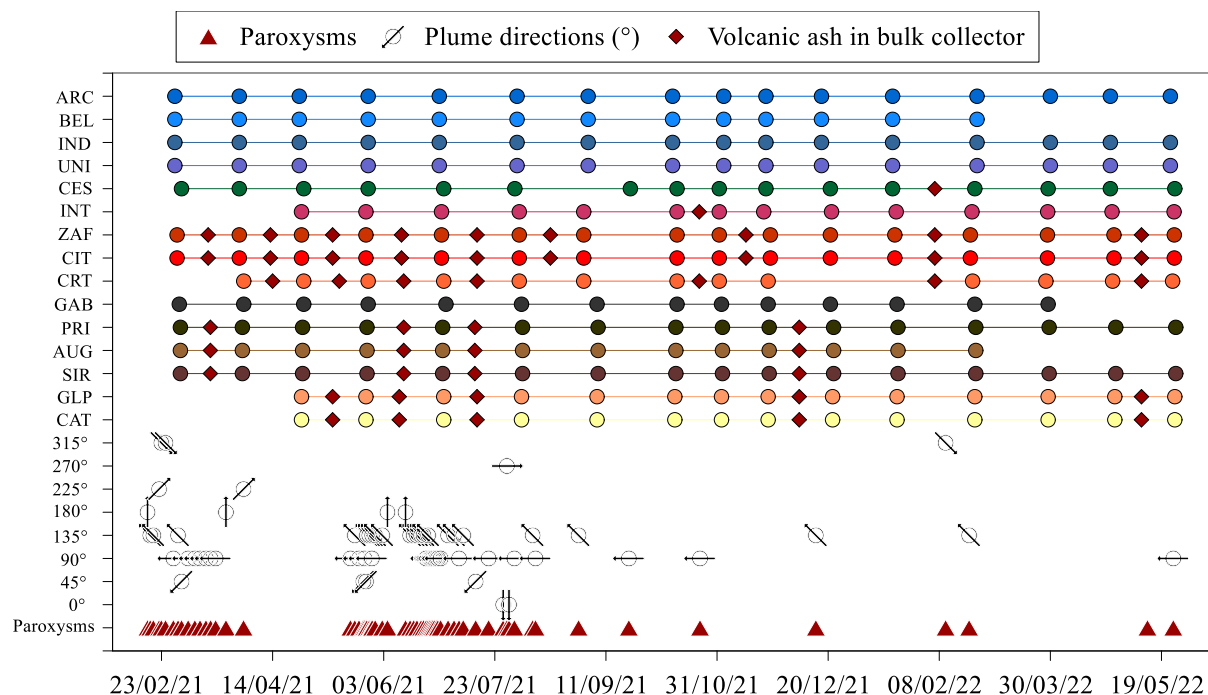 Paroxysms Plume directions (°) Volcanic ash in bulk collector
ARC
BEL
IND
UNI
CES
INT
ZAF
CIT
CRT
GAB
PRI
AUG
SIR
GLP
CAT
315°
270°
225°
180°
135°
90°
45°
0°
Paroxysms
23/02/21 14/04/21 03/06/21 23/07/21 11/09/21 31/10/21 20/12/21 08/02/22 30/03/22 19/05/22